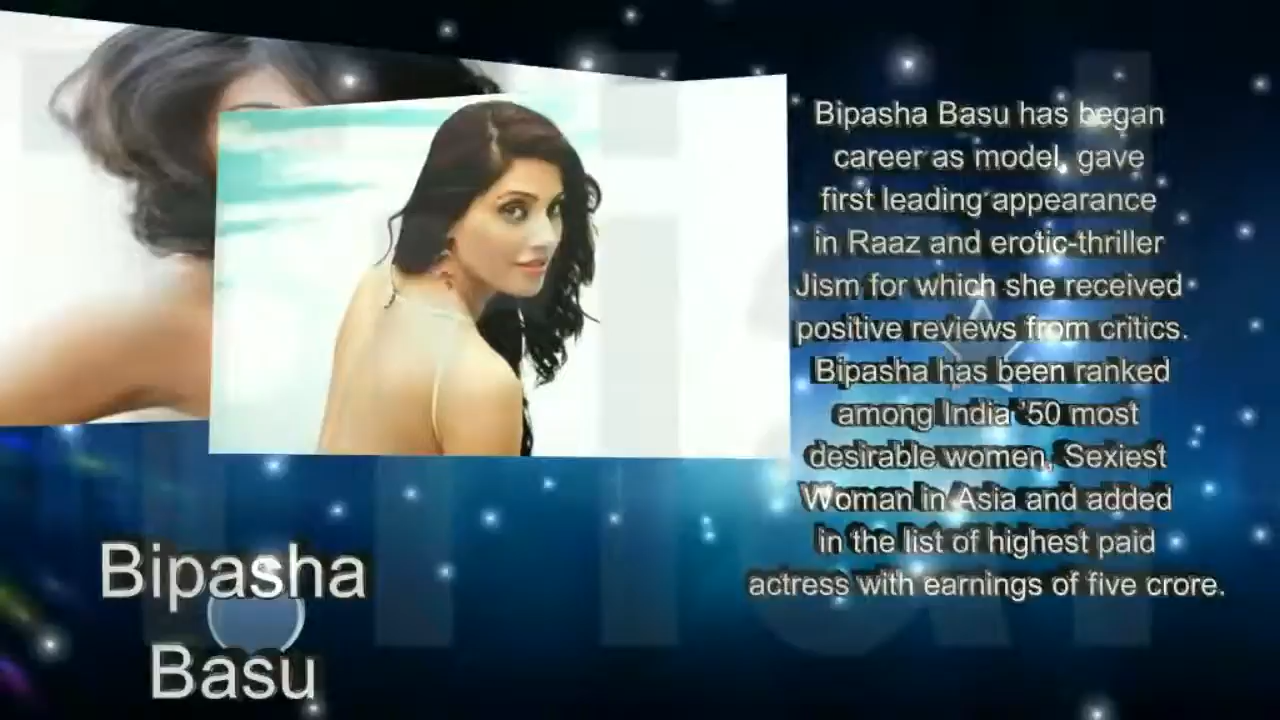 Bipasha Basu has began
career as model, gave
first leading appearance
in Raaz and erotic-thriller
Jism for which she received
positive reviews from critics.
Bipasha has been ranked
among India '50 most
desirable women, Sexiest
Woman in Asia and added
in the list of highest paid
actress with earnings of five crore.
Bipasha
Basu